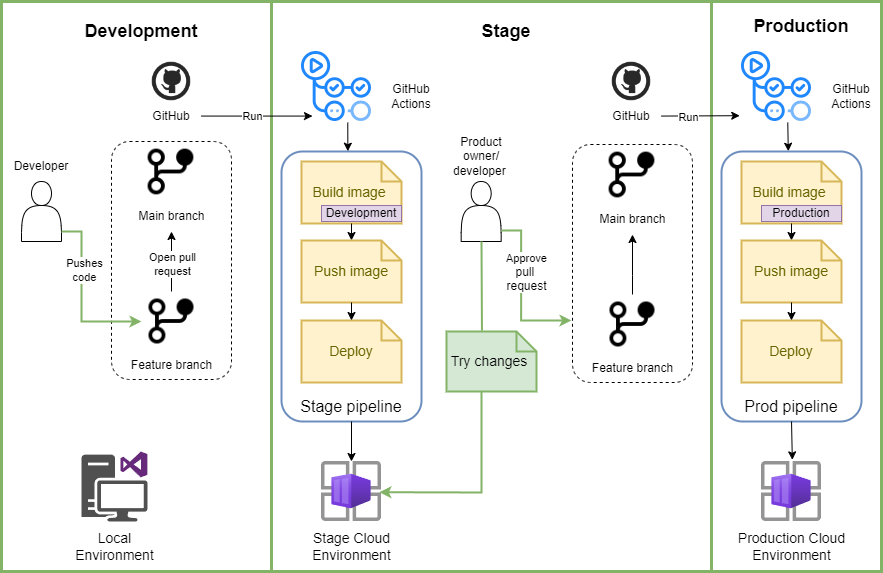 Development
GitHub
Run
Developer
Main branch
Pushes
code
Open pull
request
Feature branch
Local
Environment
Stage
GitHub
Actions
Build image
Development
Push image
Deploy
Stage pipeline
Stage Cloud
Environment
Product
owner/
developer
Approve
pull
request
Try changes
GitHub
Run
Main branch
Feature branch
Production
GitHub
Actions
Build image
Production
Push image
Deploy
Prod pipeline
Production Cloud
Environment